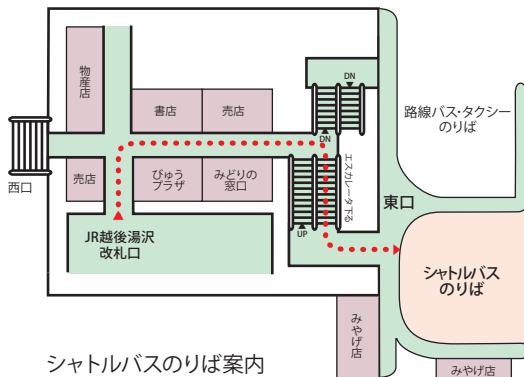 物産店
書店
売店
DN
DN
路線バス・タクシー
のりば
西口
売店
びゅう
プラザ
みどりの
窓口
エスカレータ下る
東口
UP
JR越後湯沢
改札口
シャトルバス
のりば
みやげ店
シャトルバスのりば案内
みやげ店